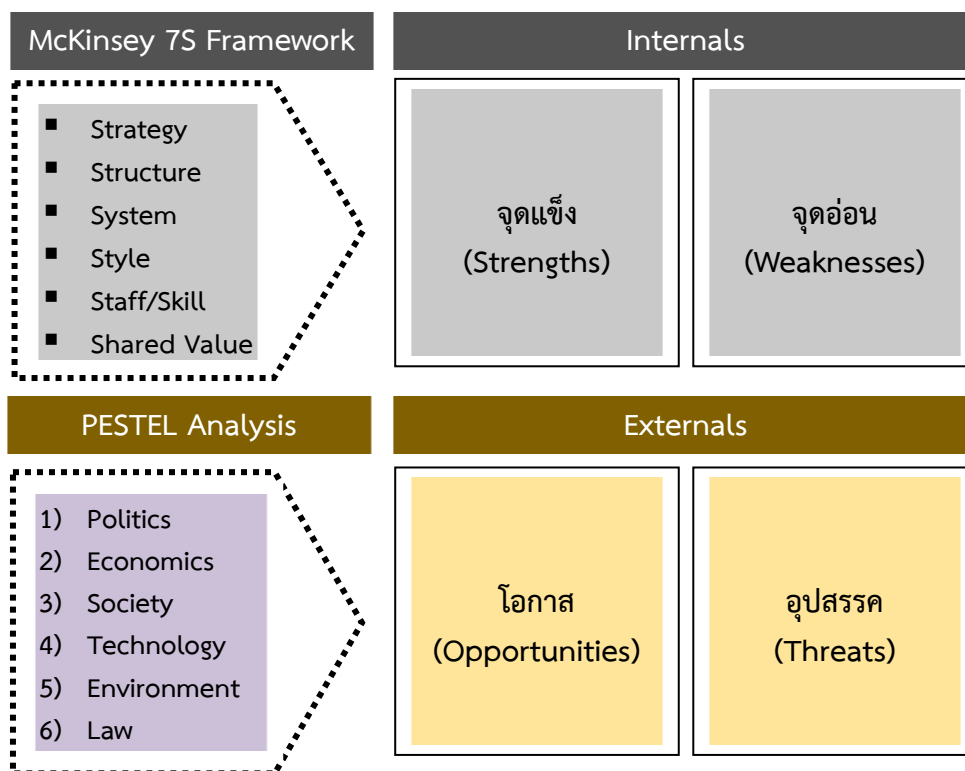 McKinsey 7S Framework
Internals
▪ Strategy
▪ Structure
▪ System
▪ Style
▪ Staff/Skill
▪ Shared Value
จุดแข็ง
(Strengths)
จุดอ่อน
(Weaknesses)
PESTEL Analysis
Externals
1) Politics
2) Economics
3) Society
4) Technology
5) Environment
6) Law
โอกาส
(Opportunities)
อุปสรรค
(Threats)